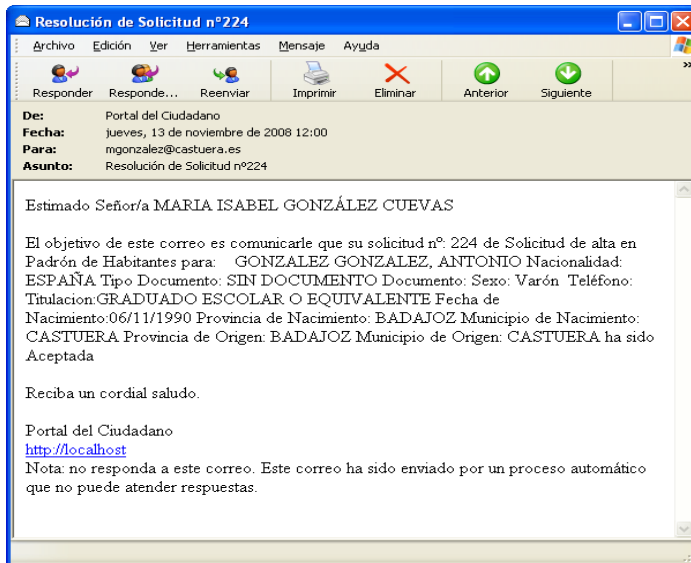 Resolución de Solicitud nº224
Archivo Edición Ver Herramientas Mensaje Ayuda
»
Responder Responde... Reenviar Imprimir Eliminar Anterior Siguiente
De: Portal del Ciudadano
Fecha: jueves, 13 de noviembre de 2008 12:00
Para: mgonzalez@castuera.es
Asunto: Resolución de Solicitud nº224
Estimado Señor/a MARIA ISABEL GONZÁLEZ CUEVAS
El objetivo de este correo es comunicarle que su solicitud nº: 224 de Solicitud de alta en
Padrón de Habitantes para: GONZALEZ GONZALEZ, ANTONIO Nacionalidad:
ESPAÑA Tipo Documento: SIN DOCUMENTO Documento: Sexo: Varón Teléfono:
Titulacion:GRADUADO ESCOLAR O EQUIVALENTE Fecha de
Nacimiento:06/11/1990 Provincia de Nacimiento: BADAJOZ Municipio de Nacimiento:
CASTUERA Provincia de Origen: BADAJOZ Municipio de Origen: CASTUERA ha sido
Aceptada
Reciba un cordial saludo.
Portal del Ciudadano
http://localhost
Nota: no responda a este correo. Este correo ha sido enviado por un proceso automático
que no puede atender respuestas.